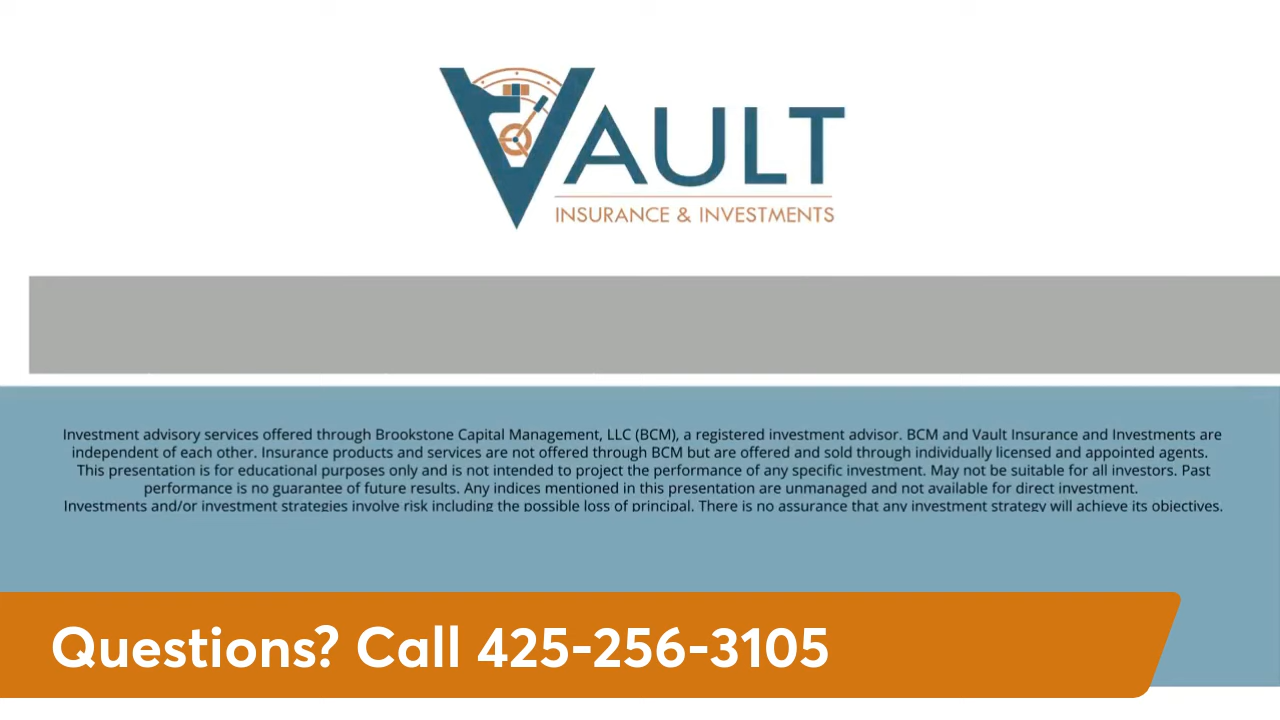 VAULT
INSURANCE & INVESTMENTS
Investment advisory services offered through Brookstone Capital Management, LLC (BCM), a registered investment advisor. BCM and Vault Insurance and Investments are
independent of each other. Insurance products and services are not offered through BCM but are offered and sold through individually licensed and appointed agents.
This presentation is for educational purposes only and is not intended to project the performance of any specific investment. May not be suitable for all investors. Past
performance is no guarantee of future results. Any indices mentioned in this presentation are unmanaged and not available for direct investment.
Investments and/or investment strategies involve risk including the possible loss of principal. There is no assurance that any investment strategy will achieve its objectives.
Questions? Call 425-256-3105